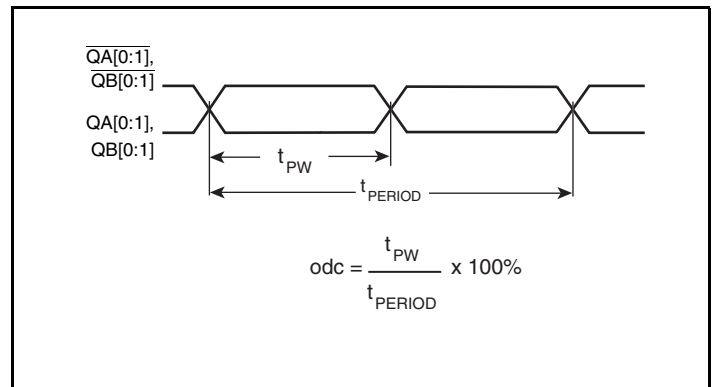 QA[0:1],
QB[0:1]
QA[0:1],
QB[0:1]
tPW
tPERIOD
odc = tPW / tPERIOD x 100%